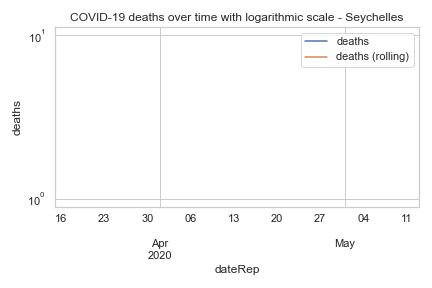 COVID-19 deaths over time with logarithmic scale - Seychelles
10¹
deaths
deaths (rolling)
deaths
10⁰
16 23 30 06 13 20 27 04 11
Apr May
2020
dateRep